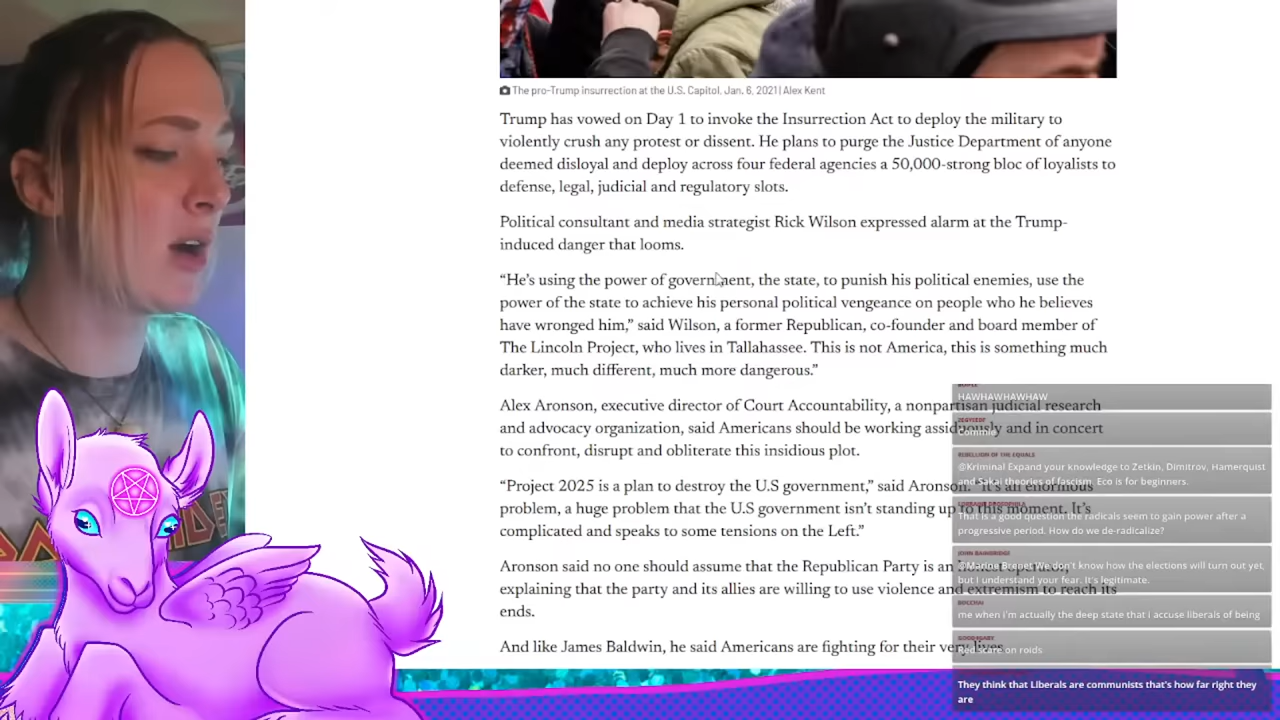 The pro-Trump insurrection at the U.S. Capitol, Jan. 6, 2021 | Alex Kent
Trump has vowed on Day 1 to invoke the Insurrection Act to deploy the military to
violently crush any protest or dissent. He plans to purge the Justice Department of anyone
deemed disloyal and deploy across four federal agencies a 50,000-strong bloc of loyalists to
defense, legal, judicial and regulatory slots.
Political consultant and media strategist Rick Wilson expressed alarm at the Trump-
induced danger that looms.
“He’s using the power of government, the state, to punish his political enemies, use the
power of the state to achieve his personal political vengeance on people who he believes
have wronged him,” said Wilson, a former Republican, co-founder and board member of
The Lincoln Project, who lives in Tallahassee. This is not America, this is something much
darker, much different, much more dangerous.”
Alex Aronson, executive director of Court Accountability, a nonpartisan judicial research
and advocacy organization, said Americans should be working assiduously and in concert
to confront, disrupt and obliterate this insidious plot.
“Project 2025 is a plan to destroy the U.S government,” said Aronson. “It’s an enormous
problem, a huge problem that the U.S government isn’t standing up to this moment. It’s
complicated and speaks to some tensions on the Left.”
Aronson said no one should assume that the Republican Party is an
explaining that the party and its allies are willing to use violence and extremism to reach its
ends.
And like James Baldwin, he said Americans are fighting for their very
HAWHAWHAWHAW
Commie
REBELLION OF THE EQUALS
@Kriminal Expand your knowledge to Zetkin, Dimitrov, Hamerquist
and Sakai theories of fascism. Eco is for beginners.
That is a good question the radicals seem to gain power after a
progressive period. How do we de-radicalize?
We don't know how the elections will turn out yet,
but I understand your fear. It's legitimate.
me when i'm actually the deep state that i accuse liberals of being
Red scare on roids
They think that Liberals are communists that's how far right they
are